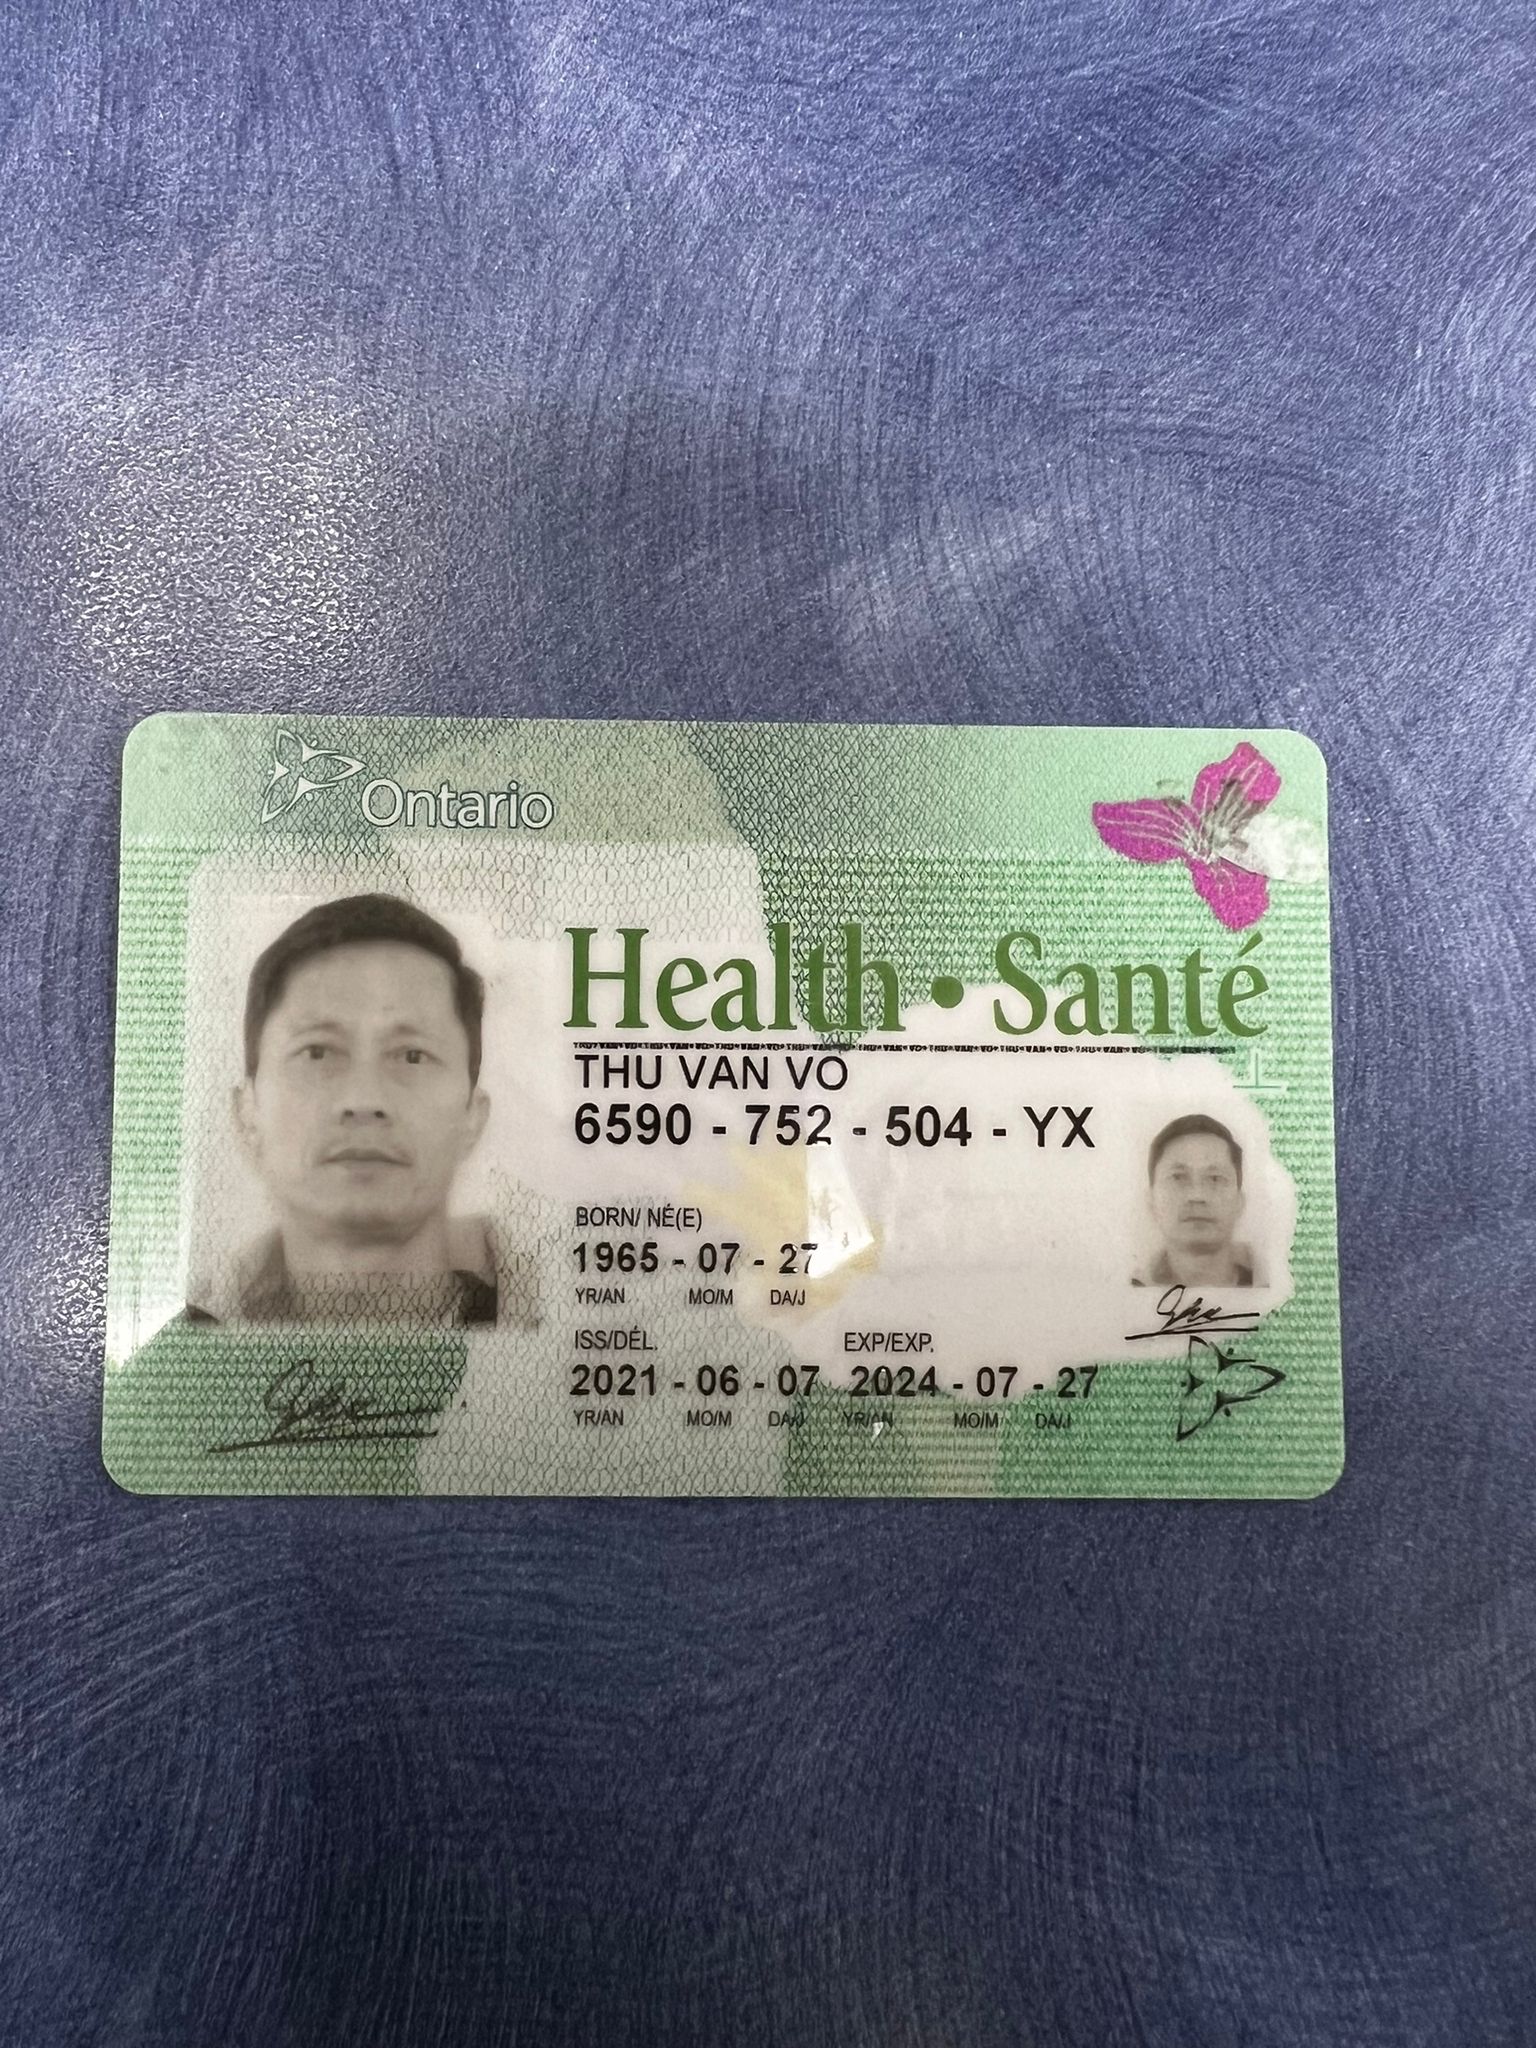 Ontario
Health • Santé
THU VAN VO
6590 - 752 - 504 - YX
BORN/ NÉ(E)
1965 - 07 - 27
YR/AN MO/M DA/J
ISS/DÉL. EXP/EXP.
2021 - 06 - 07 2024 - 07 - 27
YR/AN MO/M DA/J YR/AN MO/M DA/J